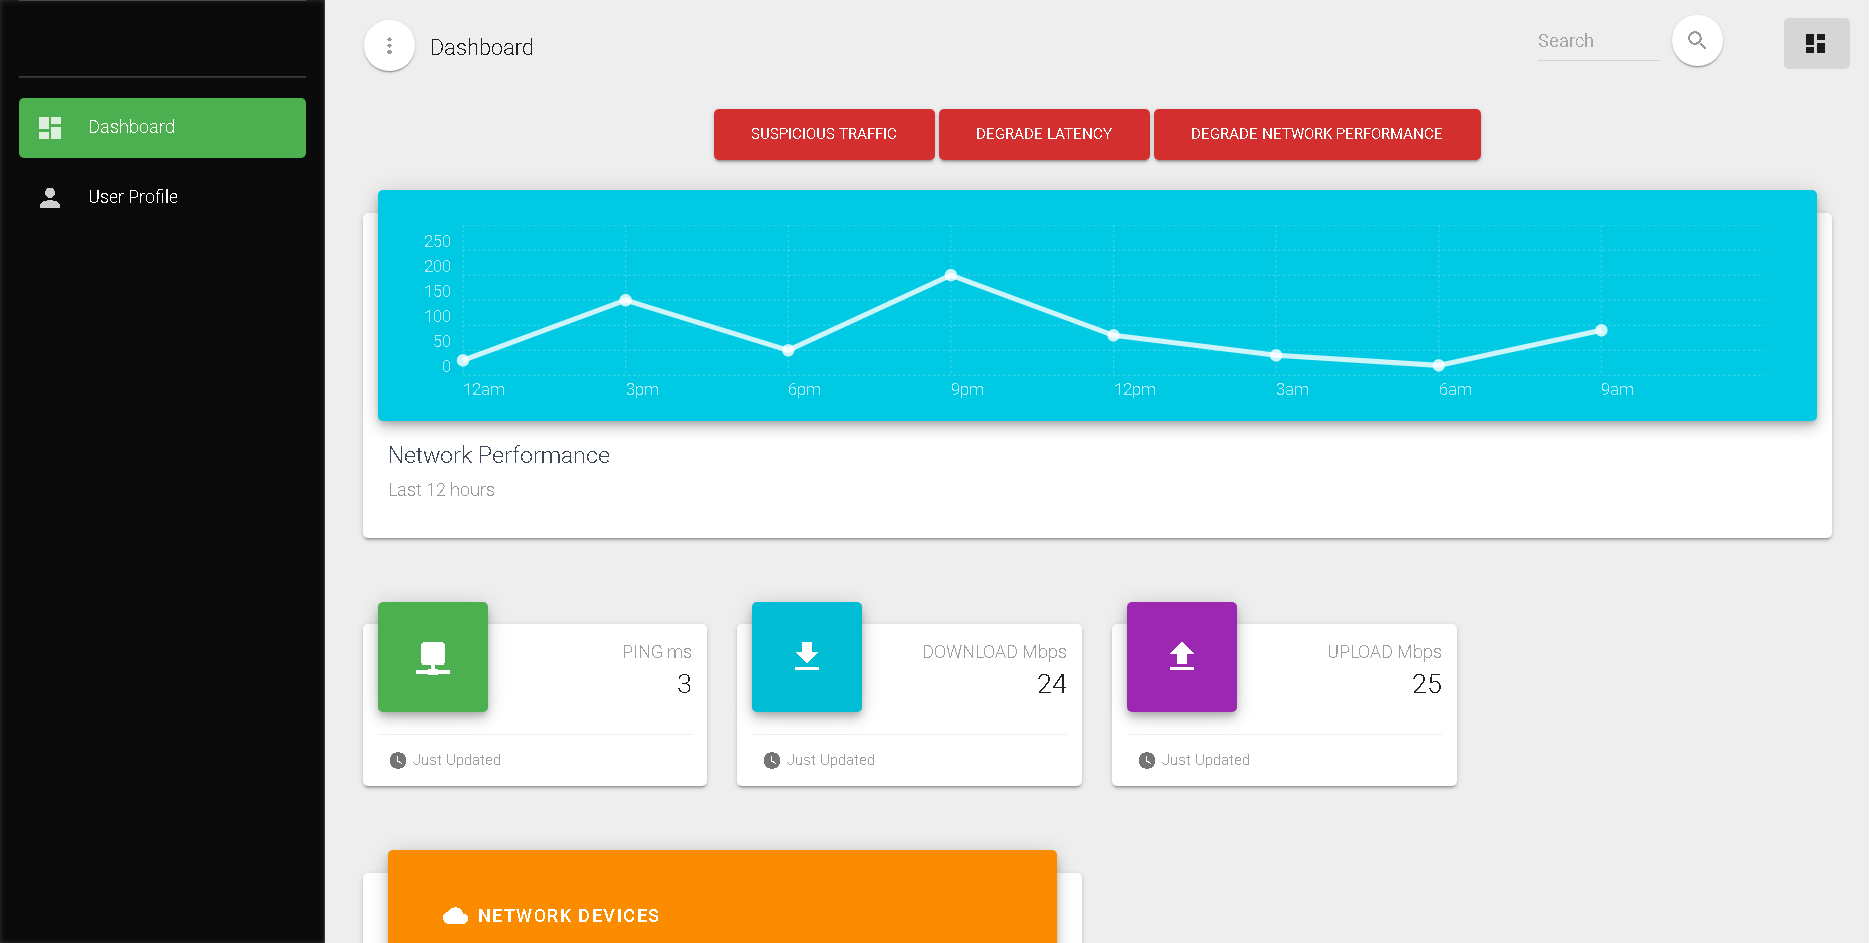 Dashboard
Search
Dashboard
User Profile
SUSPICIOUS TRAFFIC DEGRADE LATENCY DEGRADE NETWORK PERFORMANCE
250
200
150
100
50
0
12am 3pm 6pm 9pm 12pm 3am 6am 9am
Network Performance
Last 12 hours
PING ms
3
Just Updated
DOWNLOAD Mbps
24
Just Updated
UPLOAD Mbps
25
Just Updated
NETWORK DEVICES